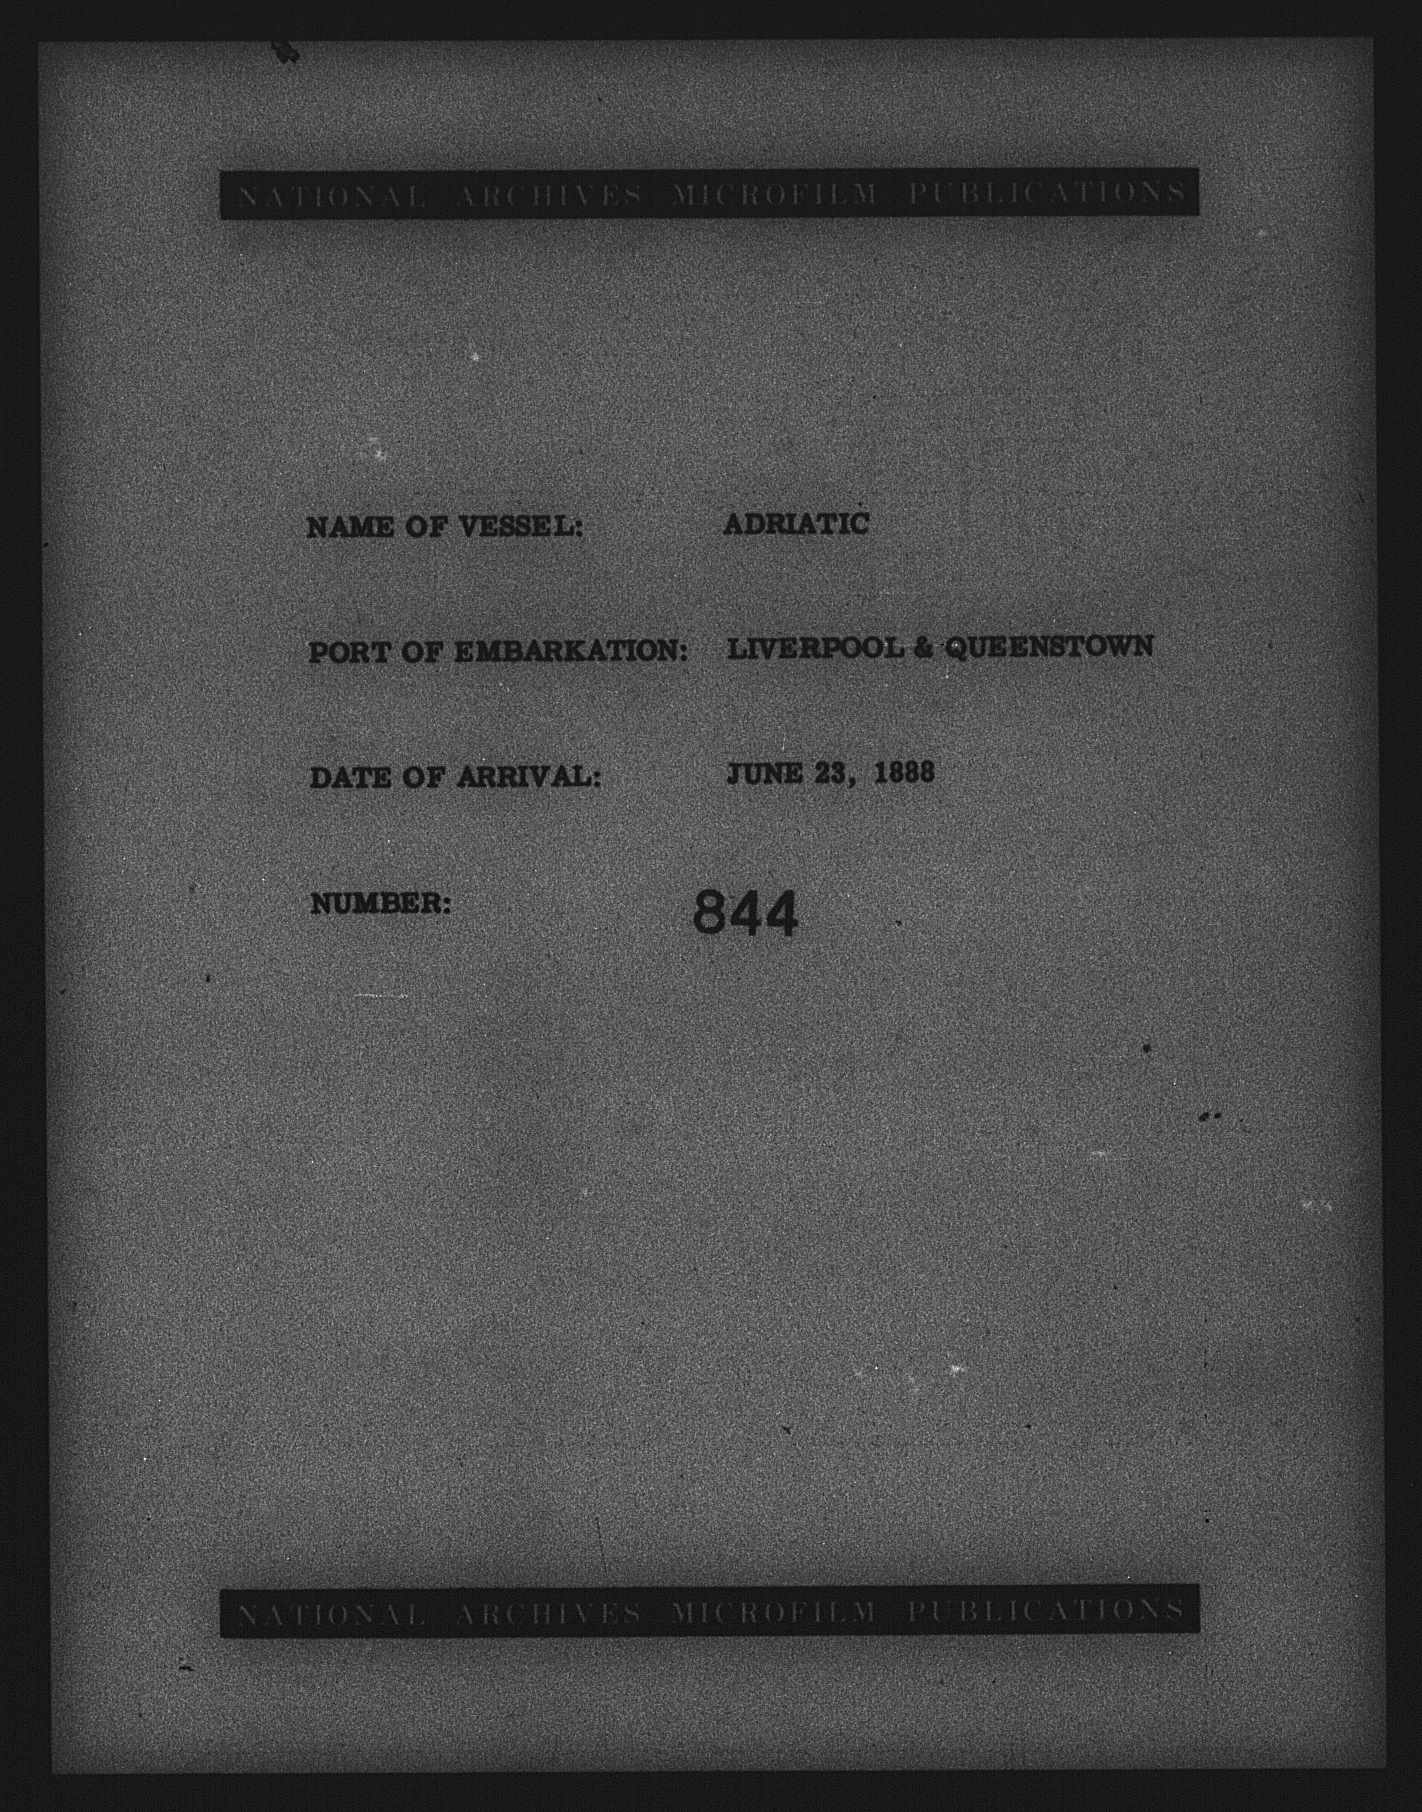 NATIONAL ARCHIVES MICROFILM PUBLICATIONS
NAME OF VESSEL: ADRIATIC
PORT OF EMBARKATION: LIVERPOOL & QUEENSTOWN
DATE OF ARRIVAL: JUNE 23, 1888
NUMBER: 844
NATIONAL ARCHIVES MICROFILM PUBLICATIONS